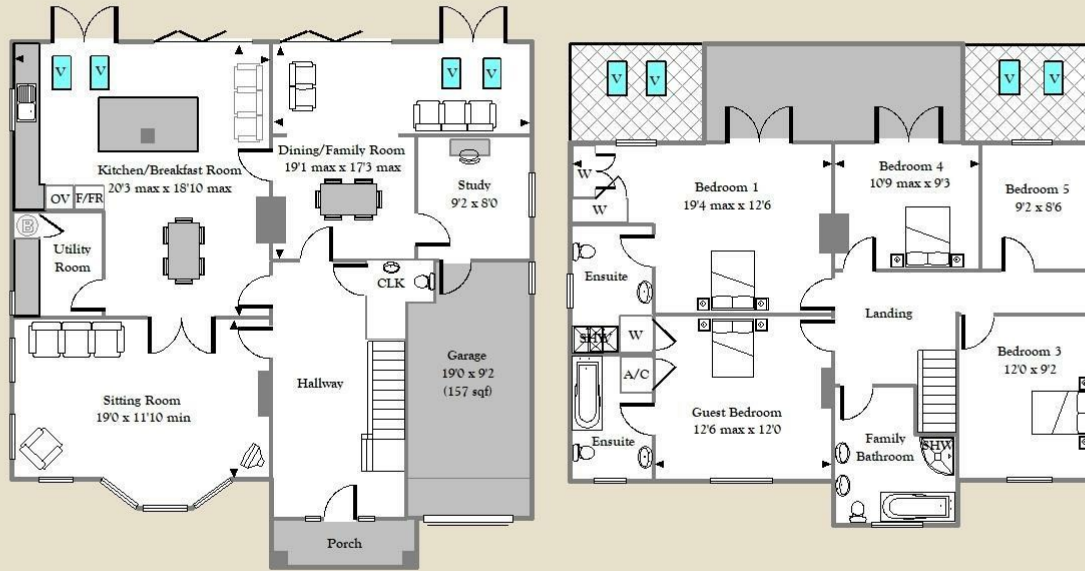 V
V
V
V
Kitchen/Breakfast Room
20'3 max x 18'10 max
Dining/Family Room
19'1 max x 17'3 max
Study
9'2 x 8'0
OV
F/FR
B
Utility
Room
CLK
Sitting Room
19'0 x 11'10 min
Hallway
Garage
19'0 x 9'2
(157 sqf)
Porch
V
V
V
V
W
W
Bedroom 1
19'4 max x 12'6
Bedroom 4
10'9 max x 9'3
Bedroom 5
9'2 x 8'6
Ensuite
SHW
W
A/C
Landing
Bedroom 3
12'0 x 9'2
Guest Bedroom
12'6 max x 12'0
Ensuite
Family
Bathroom
SHW